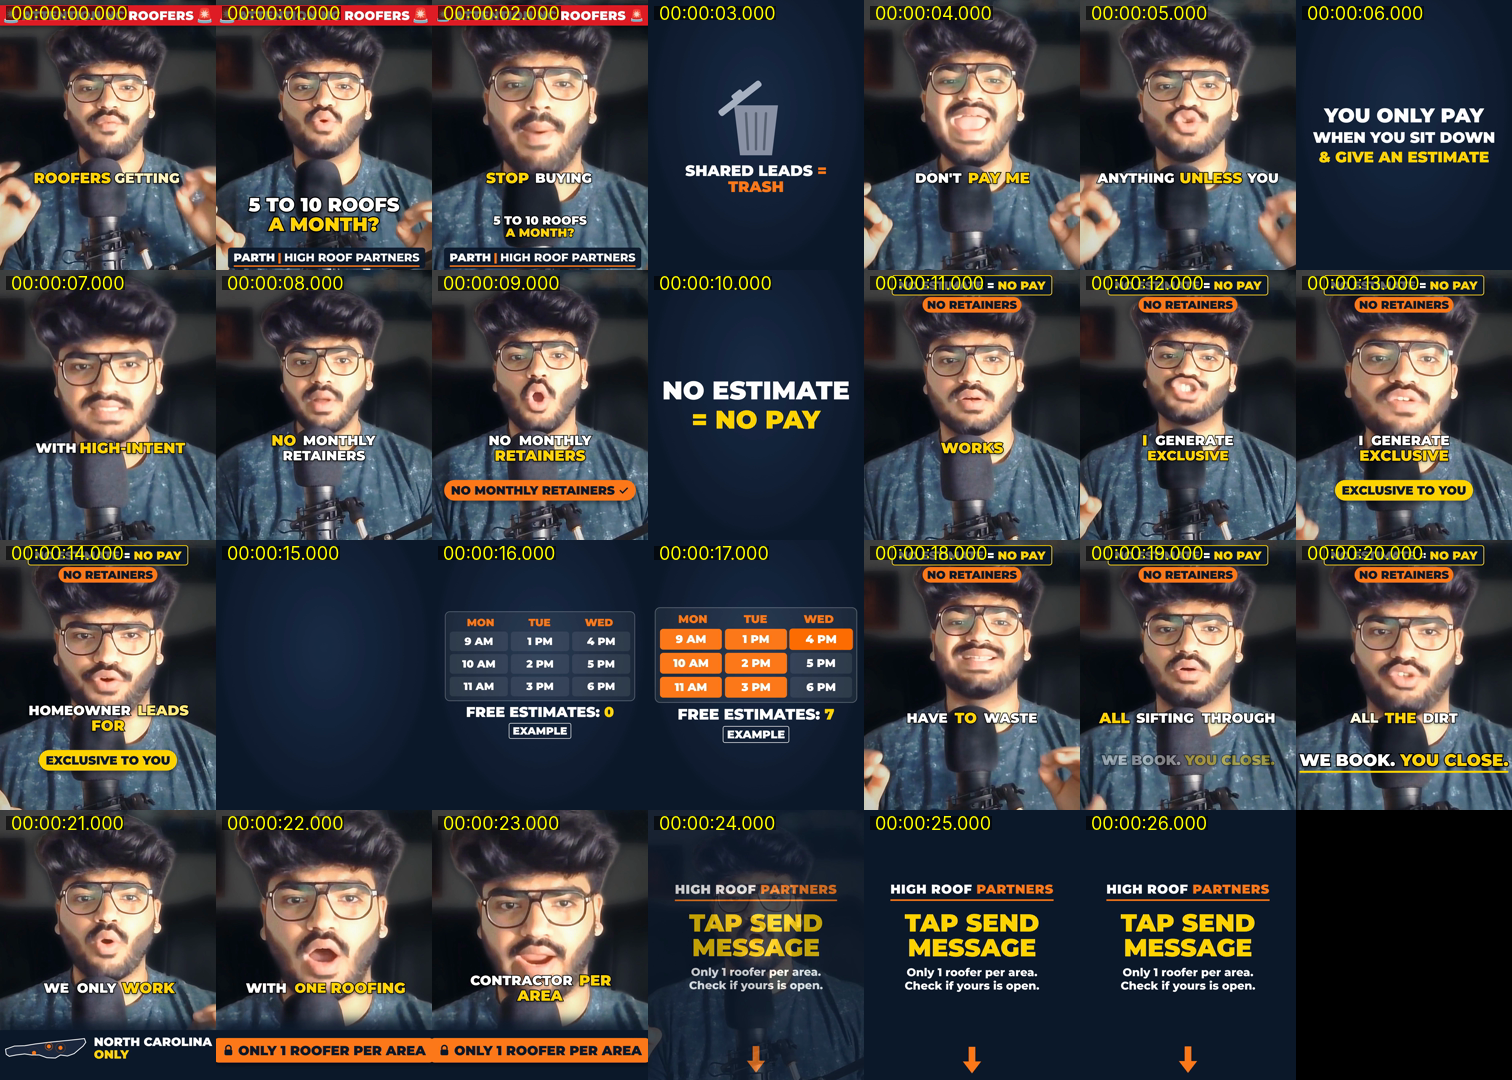 00:00:00.000
ROOFERS
ROOFERS GETTING
00:00:01.000
ROOFERS
5 TO 10 ROOFS
A MONTH?
PARTH | HIGH ROOF PARTNERS
00:00:02.000
ROOFERS
STOP BUYING
5 TO 10 ROOFS
A MONTH?
PARTH | HIGH ROOF PARTNERS
00:00:03.000
SHARED LEADS =
TRASH
00:00:04.000
DON'T PAY ME
00:00:05.000
ANYTHING UNLESS YOU
00:00:06.000
YOU ONLY PAY
WHEN YOU SIT DOWN
& GIVE AN ESTIMATE
00:00:07.000
WITH HIGH-INTENT
00:00:08.000
NO MONTHLY
RETAINERS
00:00:09.000
NO MONTHLY
RETAINERS
NO MONTHLY RETAINERS ✓
00:00:10.000
NO ESTIMATE
= NO PAY
00:00:11.000
= NO PAY
NO RETAINERS
WORKS
00:00:12.000
= NO PAY
NO RETAINERS
I GENERATE
EXCLUSIVE
00:00:13.000
= NO PAY
NO RETAINERS
I GENERATE
EXCLUSIVE
EXCLUSIVE TO YOU
00:00:14.000
= NO PAY
NO RETAINERS
HOMEOWNER LEADS
FOR
EXCLUSIVE TO YOU
00:00:15.000
00:00:16.000
MON TUE WED
9 AM 1 PM 4 PM
10 AM 2 PM 5 PM
11 AM 3 PM 6 PM
FREE ESTIMATES: 0
EXAMPLE
00:00:17.000
MON TUE WED
9 AM 1 PM 4 PM
10 AM 2 PM 5 PM
11 AM 3 PM 6 PM
FREE ESTIMATES: 7
EXAMPLE
00:00:18.000
= NO PAY
NO RETAINERS
HAVE TO WASTE
00:00:19.000
= NO PAY
NO RETAINERS
ALL SIFTING THROUGH
WE BOOK. YOU CLOSE.
00:00:20.000
= NO PAY
NO RETAINERS
ALL THE DIRT
WE BOOK. YOU CLOSE.
00:00:21.000
WE ONLY WORK
NORTH CAROLINA
ONLY
00:00:22.000
WITH ONE ROOFING
ONLY 1 ROOFER PER AREA
00:00:23.000
CONTRACTOR PER
AREA
ONLY 1 ROOFER PER AREA
00:00:24.000
HIGH ROOF PARTNERS
TAP SEND
MESSAGE
Only 1 roofer per area.
Check if yours is open.
00:00:25.000
HIGH ROOF PARTNERS
TAP SEND
MESSAGE
Only 1 roofer per area.
Check if yours is open.
00:00:26.000
HIGH ROOF PARTNERS
TAP SEND
MESSAGE
Only 1 roofer per area.
Check if yours is open.